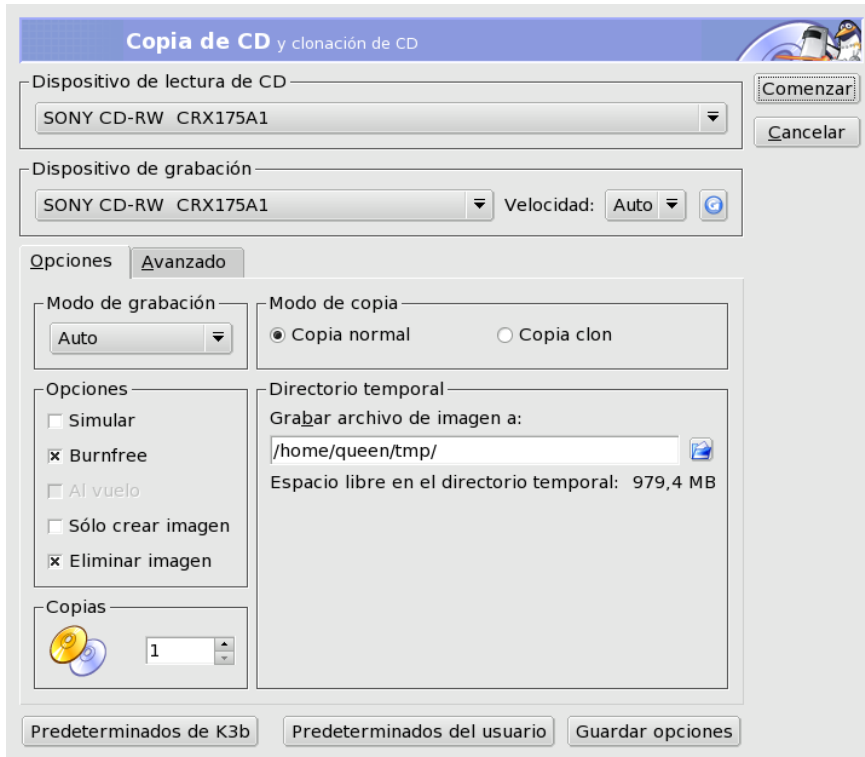 Copia de CD y clonación de CD
Dispositivo de lectura de CD
SONY CD-RW CRX175A1
Comenzar
Cancelar
Dispositivo de grabación
SONY CD-RW CRX175A1
Velocidad:
Auto
Opciones
Avanzado
Modo de grabación
Auto
Modo de copia
Copia normal
Copia clon
Opciones
Simular
Burnfree
Al vuelo
Sólo crear imagen
Eliminar imagen
Directorio temporal
Grabar archivo de imagen a:
/home/queen/tmp/
Espacio libre en el directorio temporal: 979,4 MB
Copias
1
Predeterminados de K3b
Predeterminados del usuario
Guardar opciones